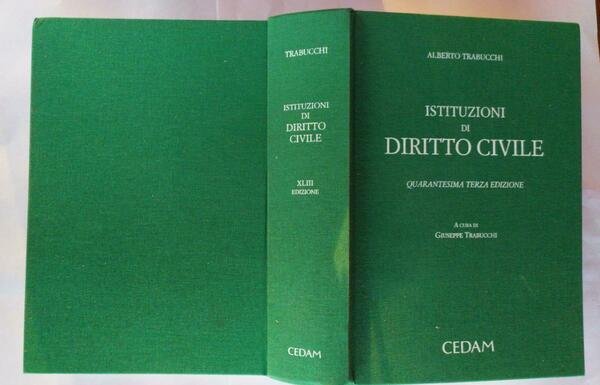 TRABUCCHI
ISTITUZIONI
DI
DIRITTO
CIVILE
XLIII
EDIZIONE
CEDAM
ALBERTO TRABUCCHI
ISTITUZIONI
DI
DIRITTO CIVILE
QUARANTESIMA TERZA EDIZIONE
A CURA DI
GIUSEPPE TRABUCCHI
CEDAM